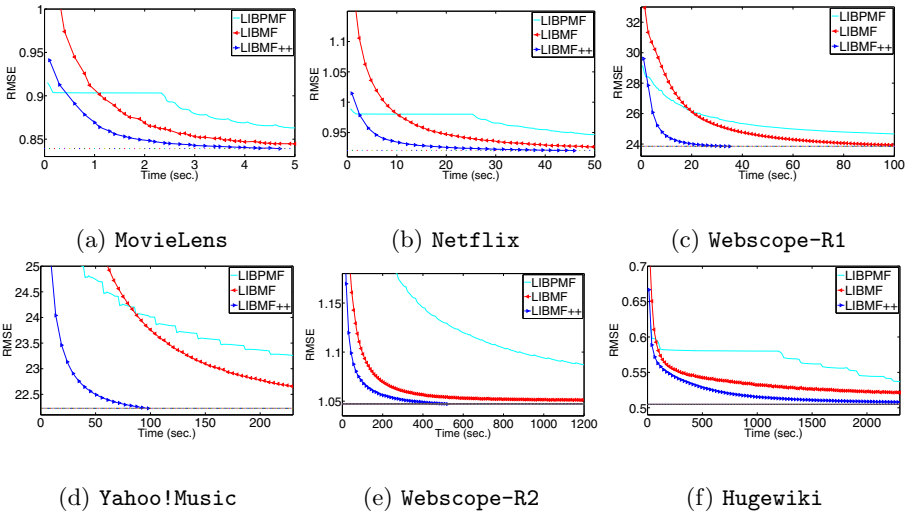 1
0.95
0.9
0.85
RMSE
0 1 2 3 4 5
Time (sec.)
LIBPMF
LIBMF
LIBMF++
(a) MovieLens
1.15
1.1
1.05
1
0.95
RMSE
0 10 20 30 40 50
Time (sec.)
LIBPMF
LIBMF
LIBMF++
(b) Netflix
32
30
28
26
24
RMSE
0 20 40 60 80 100
Time (sec.)
LIBPMF
LIBMF
LIBMF++
(c) Webscope-R1
25
24.5
24
23.5
23
22.5
RMSE
0 50 100 150 200
Time (sec.)
LIBPMF
LIBMF
LIBMF++
(d) Yahoo!Music
1.15
1.1
1.05
RMSE
0 200 400 600 800 1000 1200
Time (sec.)
LIBPMF
LIBMF
LIBMF++
(e) Webscope-R2
0.7
0.65
0.6
0.55
0.5
RMSE
0 500 1000 1500 2000
Time (sec.)
LIBPMF
LIBMF
LIBMF++
(f) Hugewiki